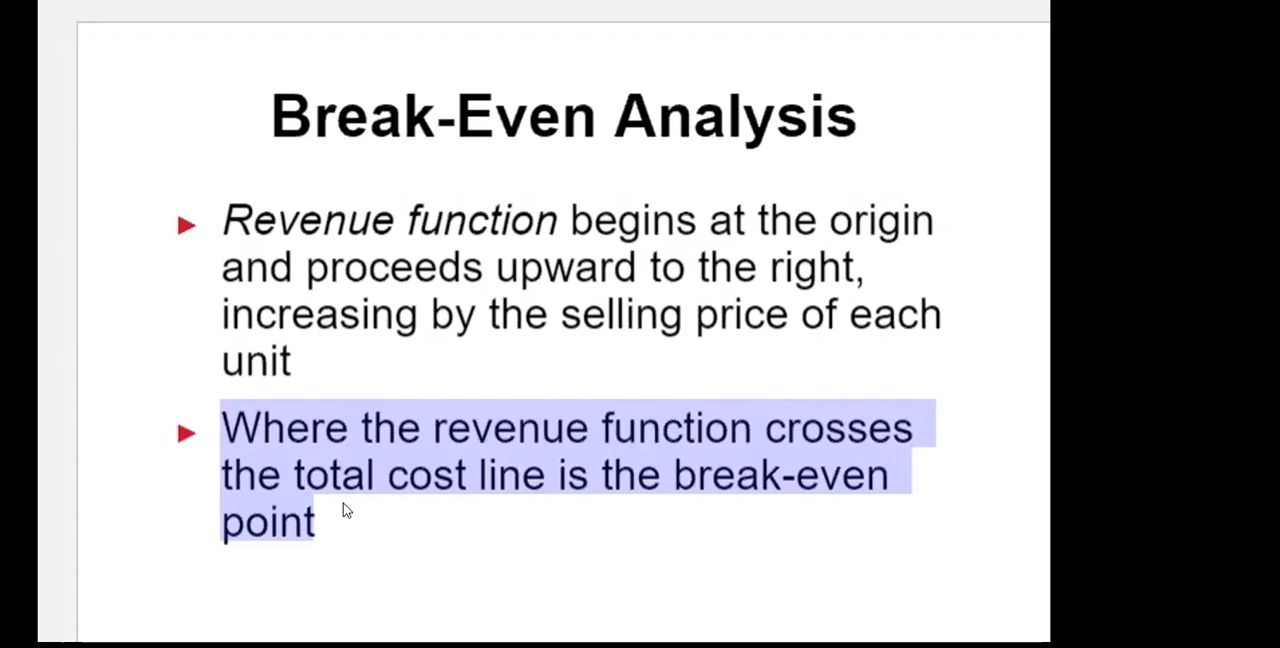 Break-Even Analysis
Revenue function begins at the origin
and proceeds upward to the right,
increasing by the selling price of each
unit
Where the revenue function crosses
the total cost line is the break-even
point